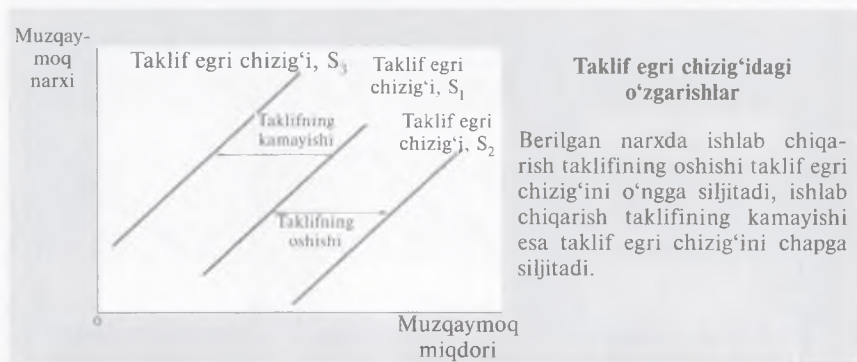 Muzqay-
moq
narxi
Taklif egri chizig'i, S₃
Taklif egri
chizig'i, S₁
Taklif egri
chizig'i, S₂
Taklifning
kamayishi
Taklifning
oshishi
0
Muzqaymoq
miqdori
Taklif egri chizig‘idagi
o‘zgarishlar
Berilgan narxda ishlab chiqa-
rish taklifining oshishi taklif egri
chizig‘ini o‘ngga siljitadi, ishlab
chiqarish taklifining kamayishi
esa taklif egri chizig‘ini chapga
siljitadi.